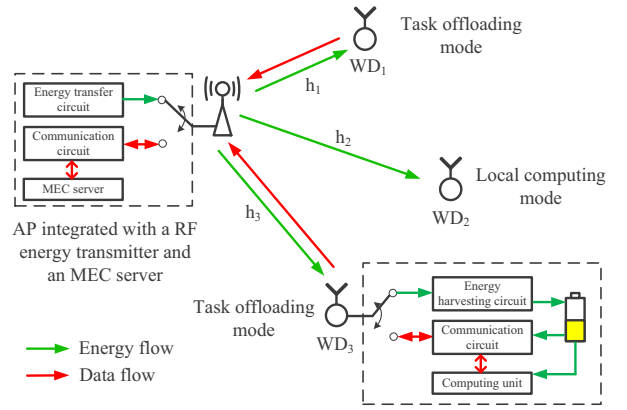 Task offloading
mode
WD1
h1
Energy transfer
circuit
Communication
circuit
MEC server
AP integrated with a RF
energy transmitter and
an MEC server
h2
Local computing
mode
WD2
h3
Task offloading
mode
WD3
Energy
harvesting circuit
Communication
circuit
Computing unit
Energy flow
Data flow